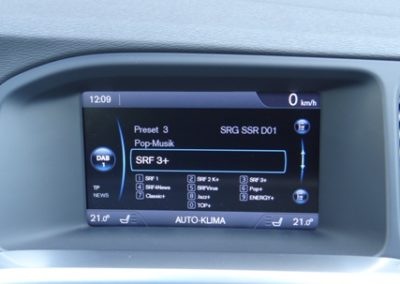 12:09 0 km/h
Preset 3 SRG SSR D01
Pop-Musik
DAB 1
SRF 3+
1 SRF 1 2 SRF 2 K+ 3 SRF 3+
4 SRF4News 5 SRFVirus 6 Pop+
7 Classic+ 8 Jazz+ 9 ENERGY+
0 TOP+
TP
NEWS
21.0° AUTO-KLIMA 21.0°